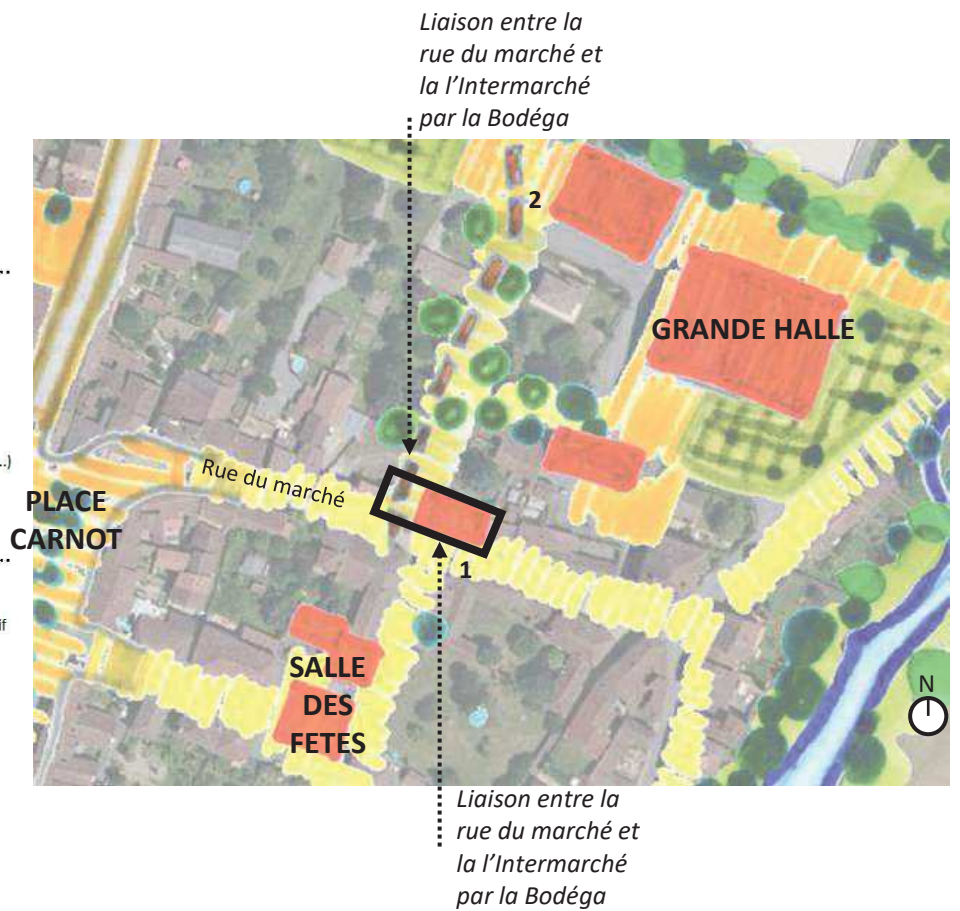 Liaison entre la
rue du marché et
la l'Intermarché
par la Bodéga
2
GRANDE HALLE
...)
Rue du marché
PLACE
CARNOT
1
if
SALLE
DES
FETES
N
Liaison entre la
rue du marché et
la l'Intermarché
par la Bodéga